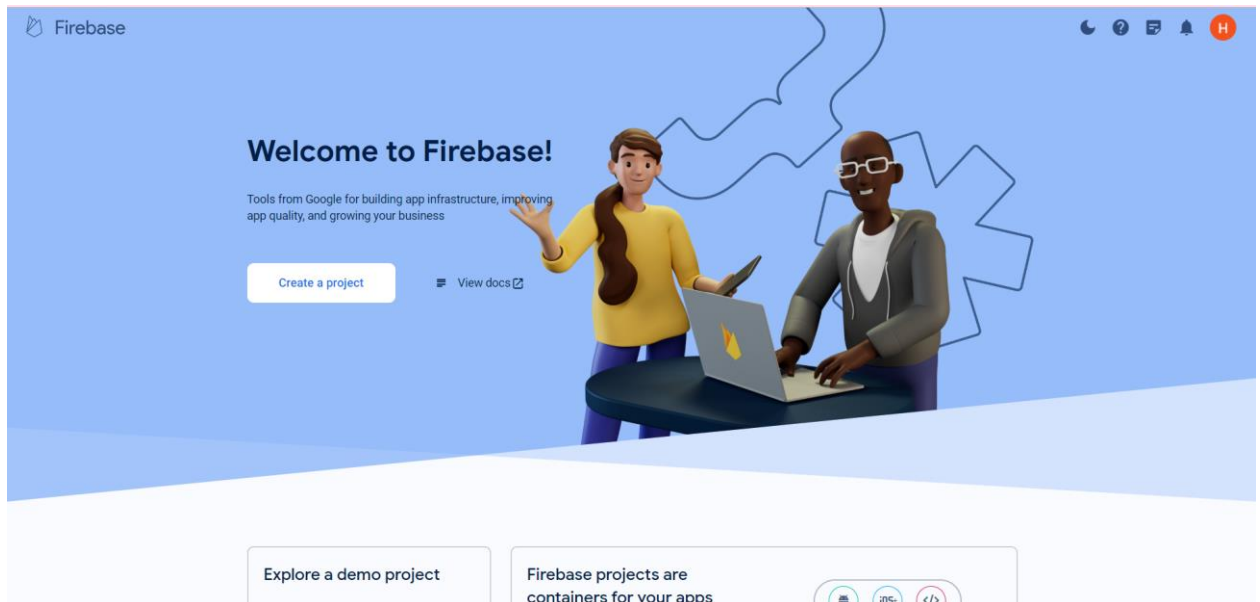 Firebase
H
Welcome to Firebase!
Tools from Google for building app infrastructure, improving
app quality, and growing your business
Create a project
View docs
Explore a demo project
Firebase projects are
containers for your apps